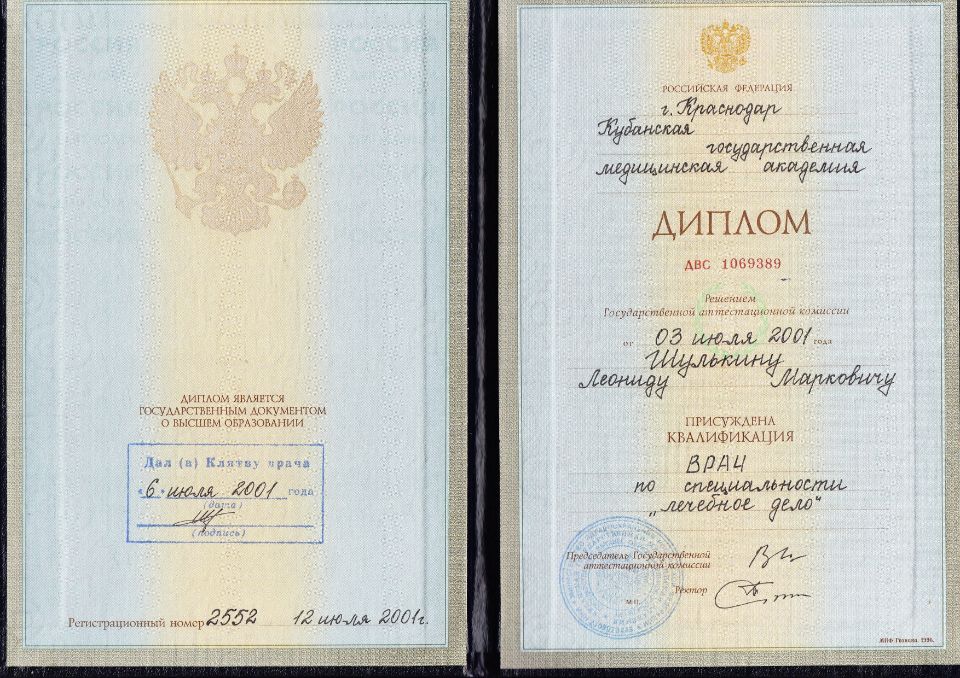 ДИПЛОМ ЯВЛЯЕТСЯ
ГОСУДАРСТВЕННЫМ ДОКУМЕНТОМ
О ВЫСШЕМ ОБРАЗОВАНИИ
Дал (а) Клятву врача
"6" июля 2001 года
(дата)
(подпись)
Регистрационный номер 2552 12 июля 2001г.
РОССИЙСКАЯ ФЕДЕРАЦИЯ
г. Краснодар
Кубанская
государственная
медицинская академия
ДИПЛОМ
ДВС 1069389
Решением
Государственной аттестационной комиссии
от 03 июля 2001 года
Шулькину
Леониду Марковичу
ПРИСУЖДЕНА
КВАЛИФИКАЦИЯ
ВРАЧ
по специальности
„лечебное дело"
Председатель Государственной
аттестационной комиссии
Ректор
М.П.